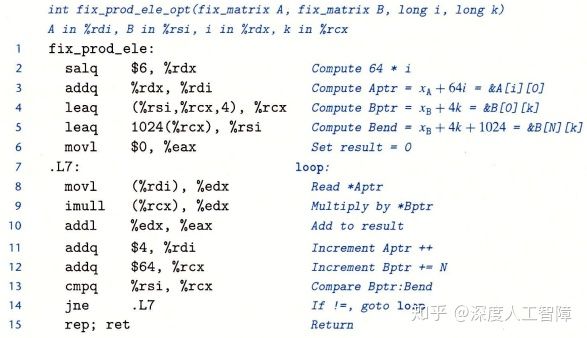 int fix_prod_ele_opt(fix_matrix A, fix_matrix B, long i, long k)
A in %rdi, B in %rsi, i in %rdx, k in %rcx
1 fix_prod_ele:
2 salq $6, %rdx Compute 64 * i
3 addq %rdx, %rdi Compute Aptr = xA + 64i = &A[i][0]
4 leaq (%rsi,%rcx,4), %rcx Compute Bptr = xB + 4k = &B[0][k]
5 leaq 1024(%rcx), %rsi Compute Bend = xB + 4k + 1024 = &B[N][k]
6 movl $0, %eax Set result = 0
7 .L7: loop:
8 movl (%rdi), %edx Read *Aptr
9 imull (%rcx), %edx Multiply by *Bptr
10 addl %edx, %eax Add to result
11 addq $4, %rdi Increment Aptr ++
12 addq $64, %rcx Increment Bptr += N
13 cmpq %rsi, %rcx Compare Bptr:Bend
14 jne .L7 If !=, goto loop
15 rep; ret Return
知乎 @深度人工智障